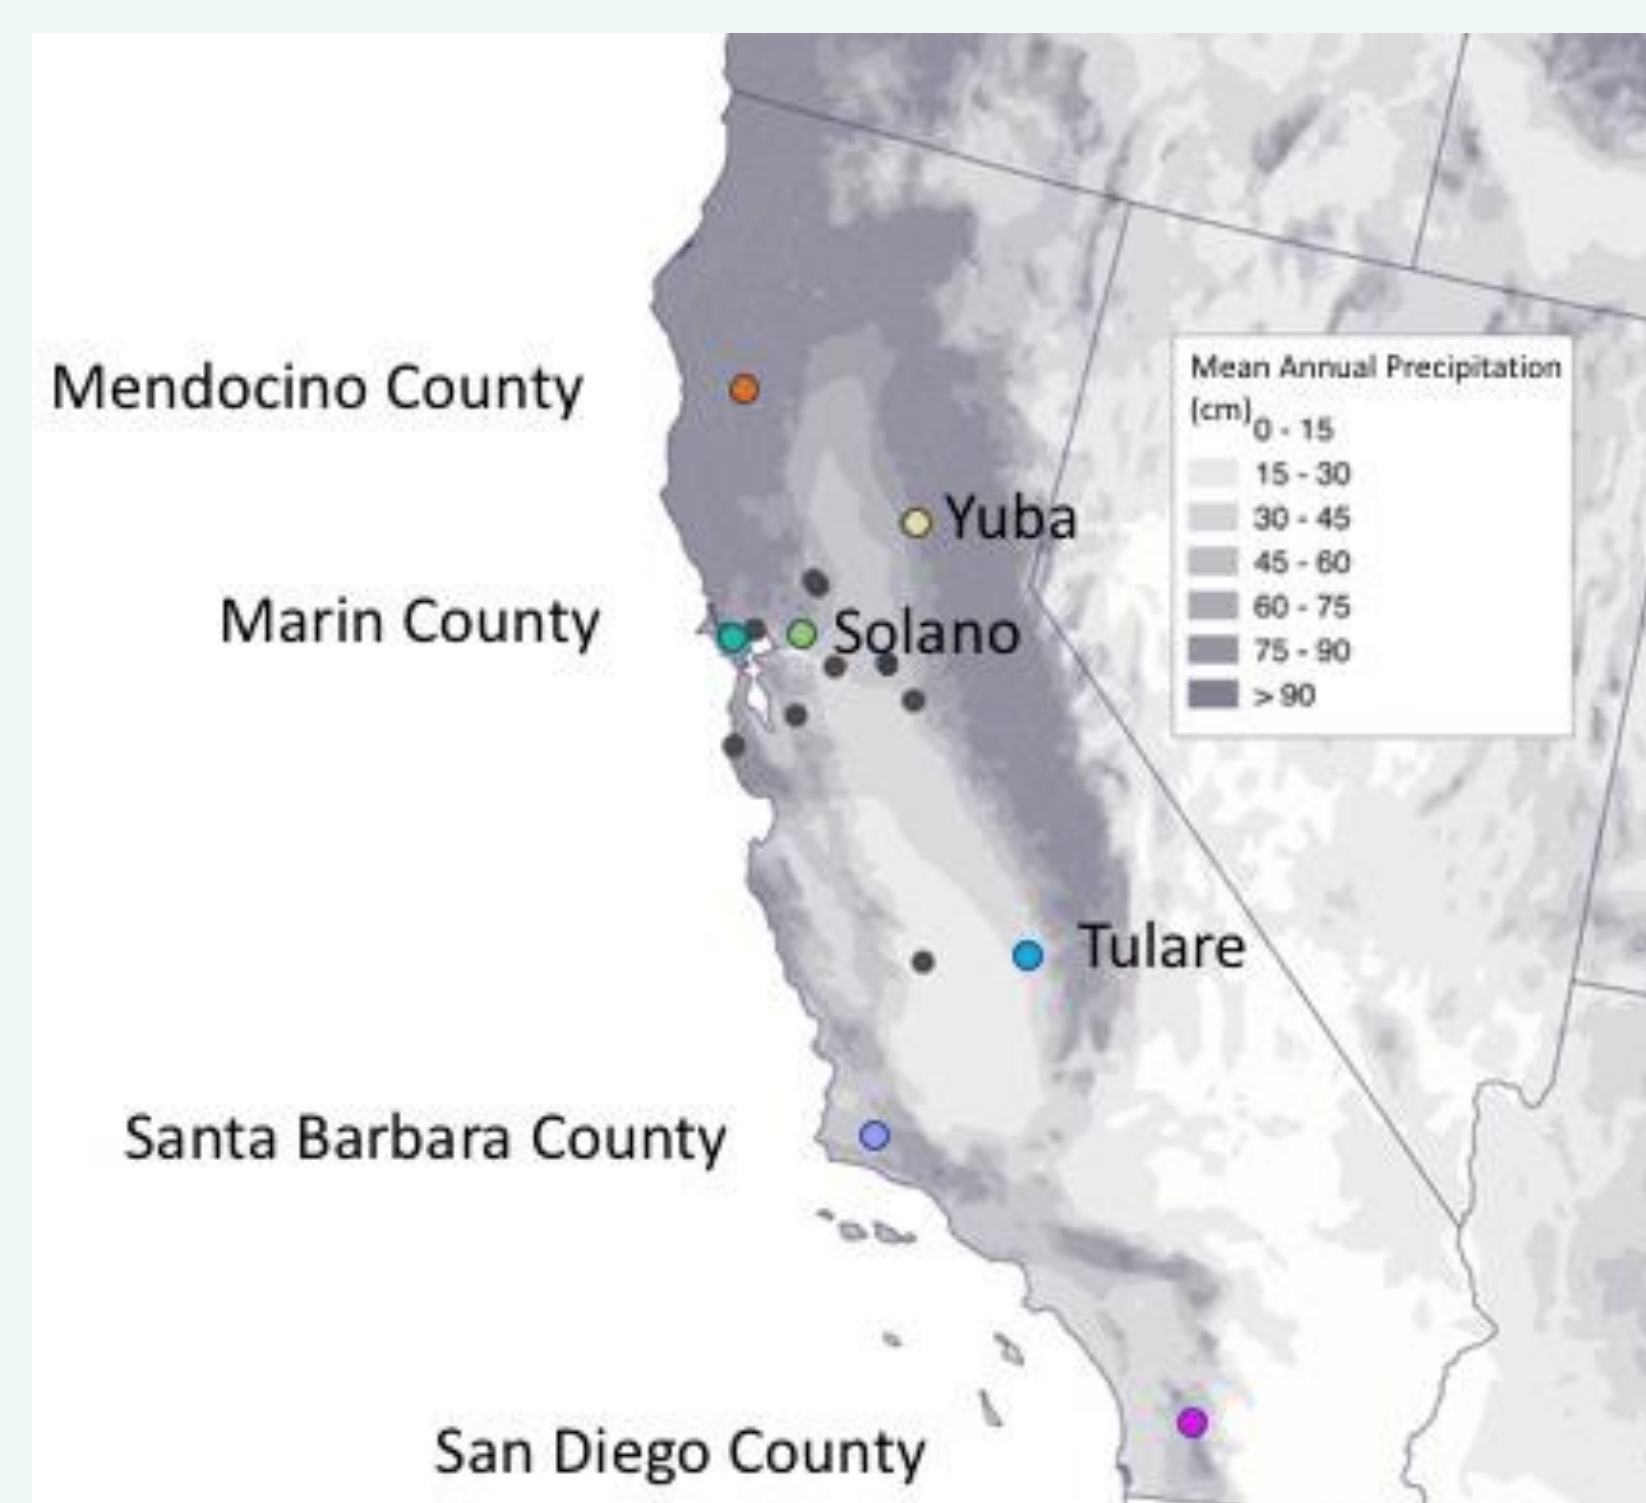 Mendocino County
Mean Annual Precipitation
(cm)
0 - 15
15 - 30
30 - 45
45 - 60
60 - 75
75 - 90
> 90
Yuba
Marin County
Solano
Tulare
Santa Barbara County
San Diego County